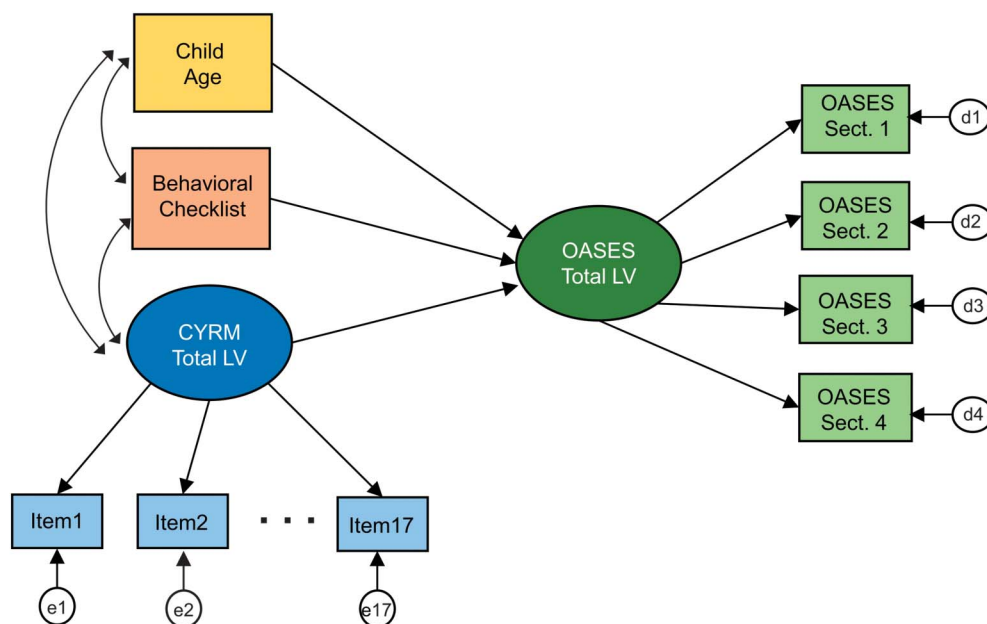 Child
Age
Behavioral
Checklist
CYRM
Total LV
OASES
Total LV
OASES
Sect. 1
d1
OASES
Sect. 2
d2
OASES
Sect. 3
d3
OASES
Sect. 4
d4
Item1
Item2
. . .
Item17
e1
e2
e17